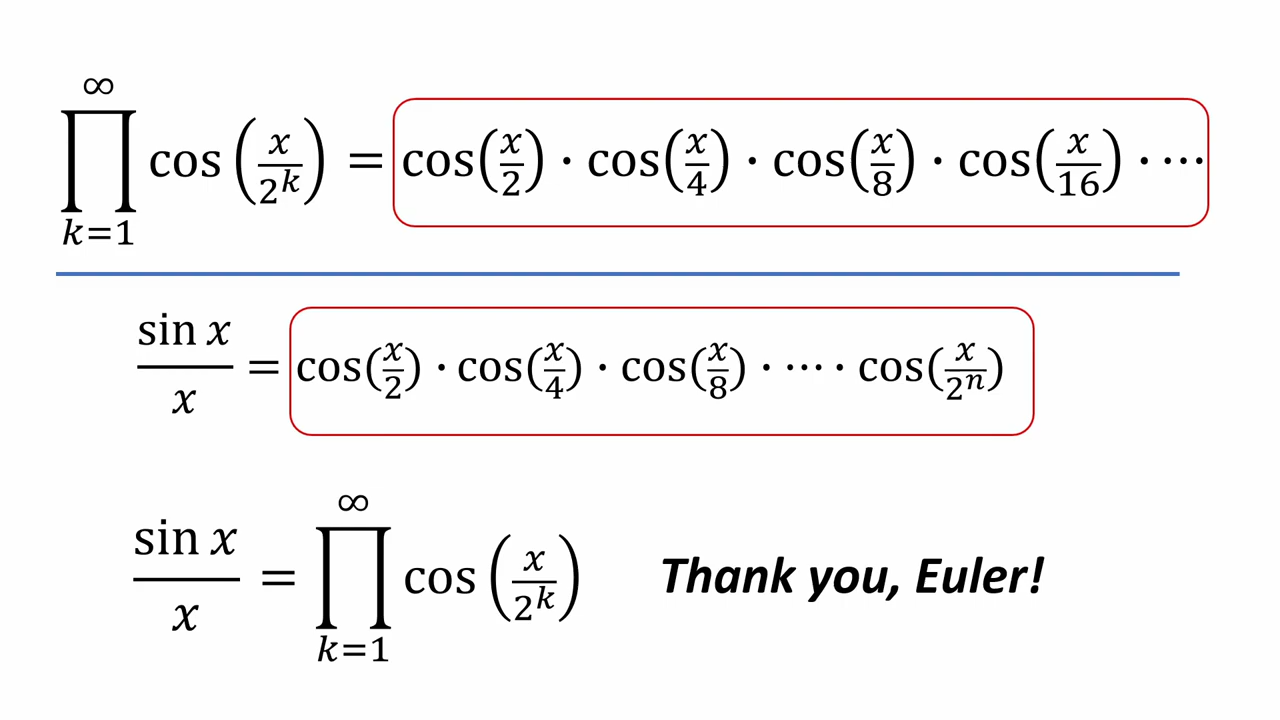 ∏_{k=1}^{∞} cos(x/2^k) = cos(x/2) · cos(x/4) · cos(x/8) · cos(x/16) · ⋯
sin x / x = cos(x/2) · cos(x/4) · cos(x/8) · ⋯ · cos(x/2^n)
sin x / x = ∏_{k=1}^{∞} cos(x/2^k) Thank you, Euler!